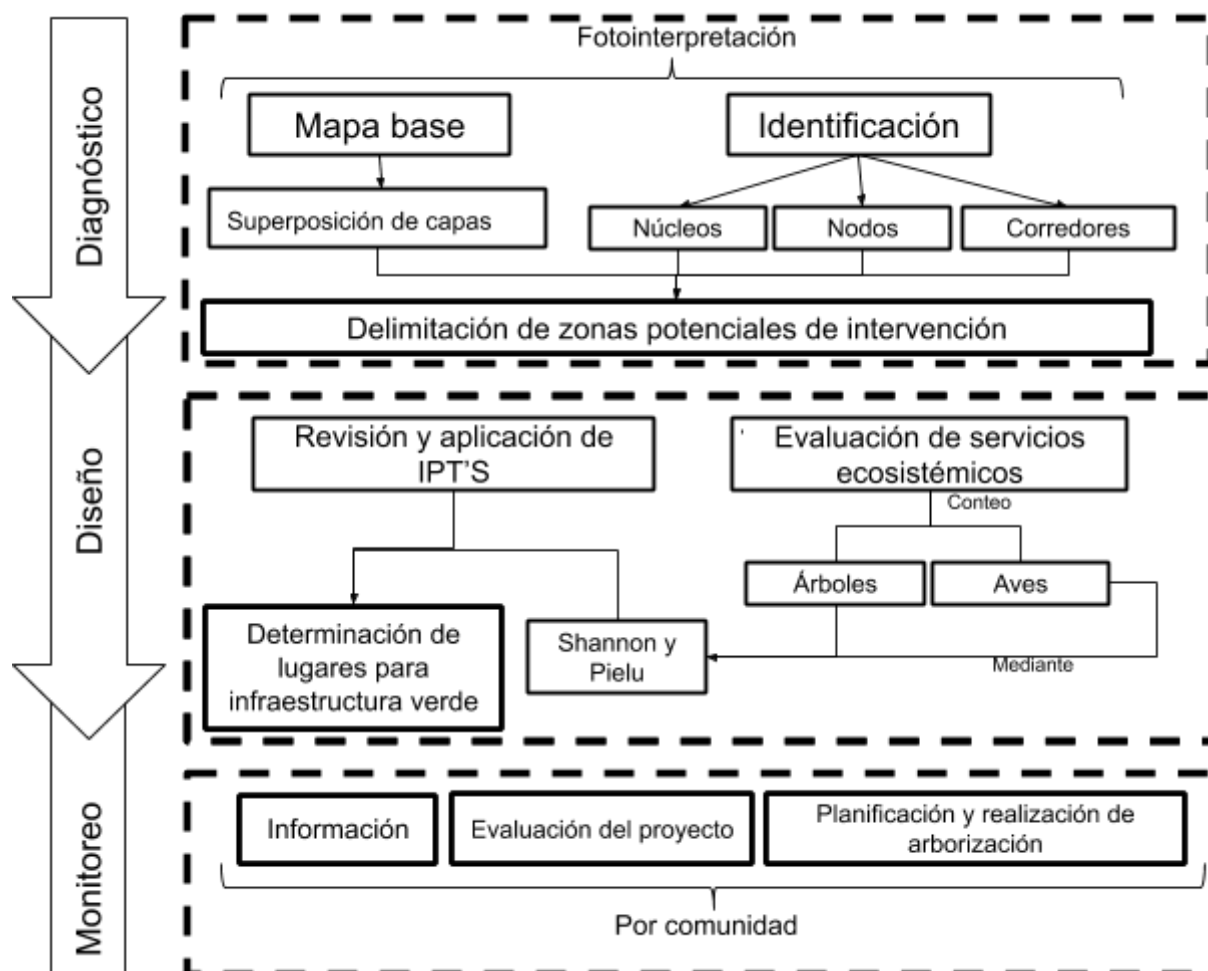 Diagnóstico
Fotointerpretación
Mapa base
Identificación
Superposición de capas
Núcleos
Nodos
Corredores
Delimitación de zonas potenciales de intervención
Diseño
Revisión y aplicación de
IPT'S
Evaluación de servicios
ecosistémicos
Conteo
Árboles
Aves
Determinación de
lugares para
infraestructura verde
Shannon y
Pielu
Mediante
Monitoreo
Información
Evaluación del proyecto
Planificación y realización de
arborización
Por comunidad